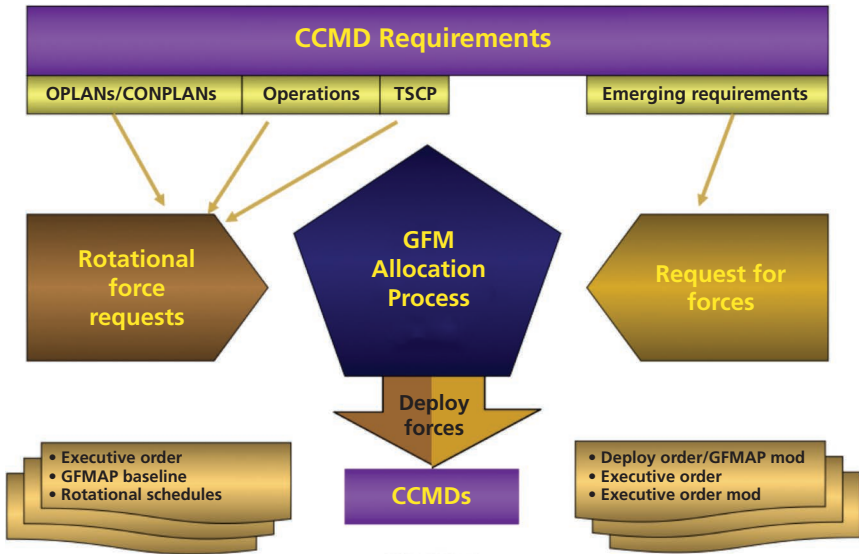 CCMD Requirements
OPLANs/CONPLANs
Operations
TSCP
Emerging requirements
Rotational
force
requests
GFM
Allocation
Process
Request for
forces
Deploy
forces
• Executive order
• GFMAP baseline
• Rotational schedules
CCMDs
• Deploy order/GFMAP mod
• Executive order
• Executive order mod